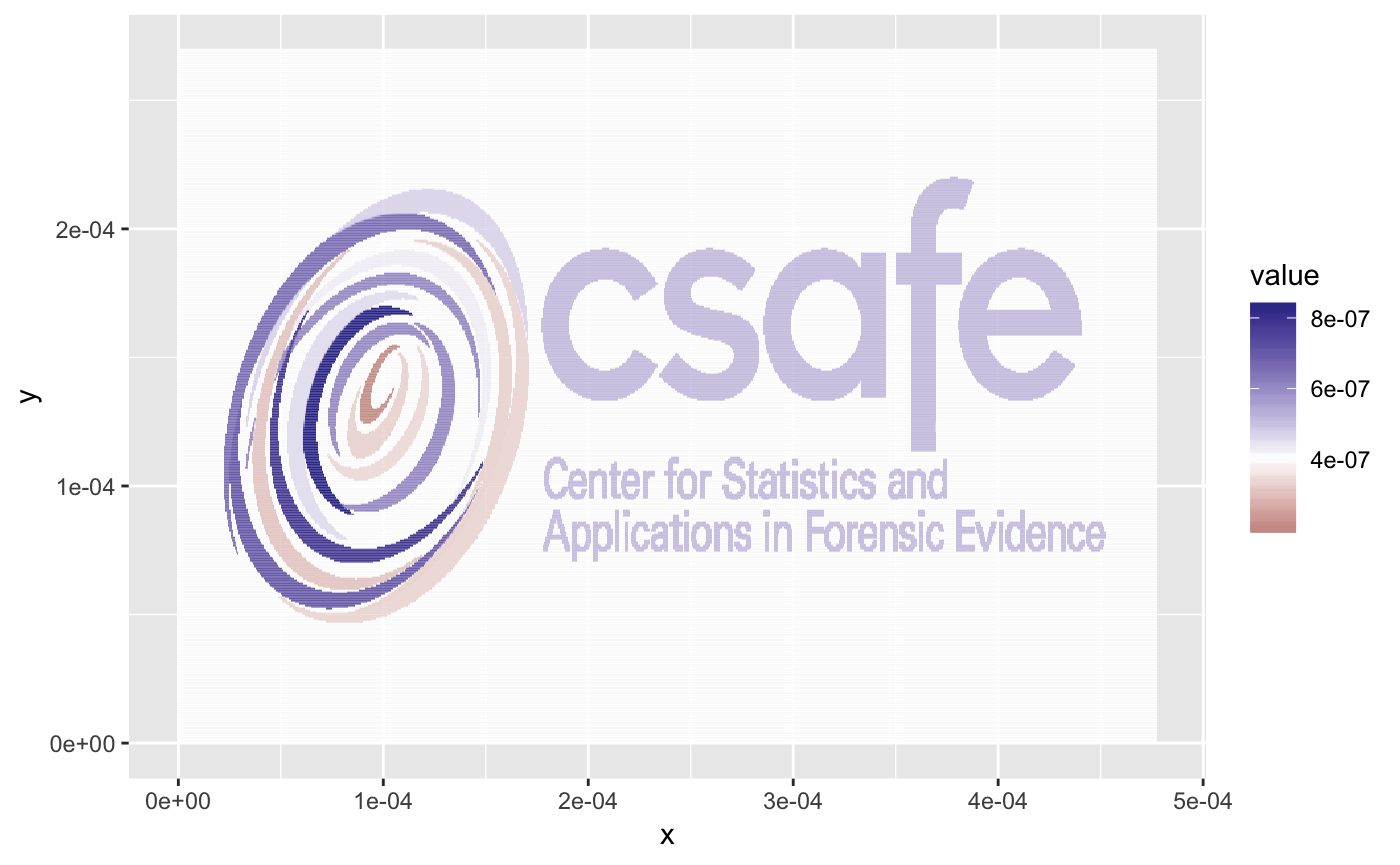 csafe
Center for Statistics and
Applications in Forensic Evidence
value
8e-07
6e-07
4e-07
y
2e-04
1e-04
0e+00
0e+00 1e-04 2e-04 3e-04 4e-04 5e-04
x